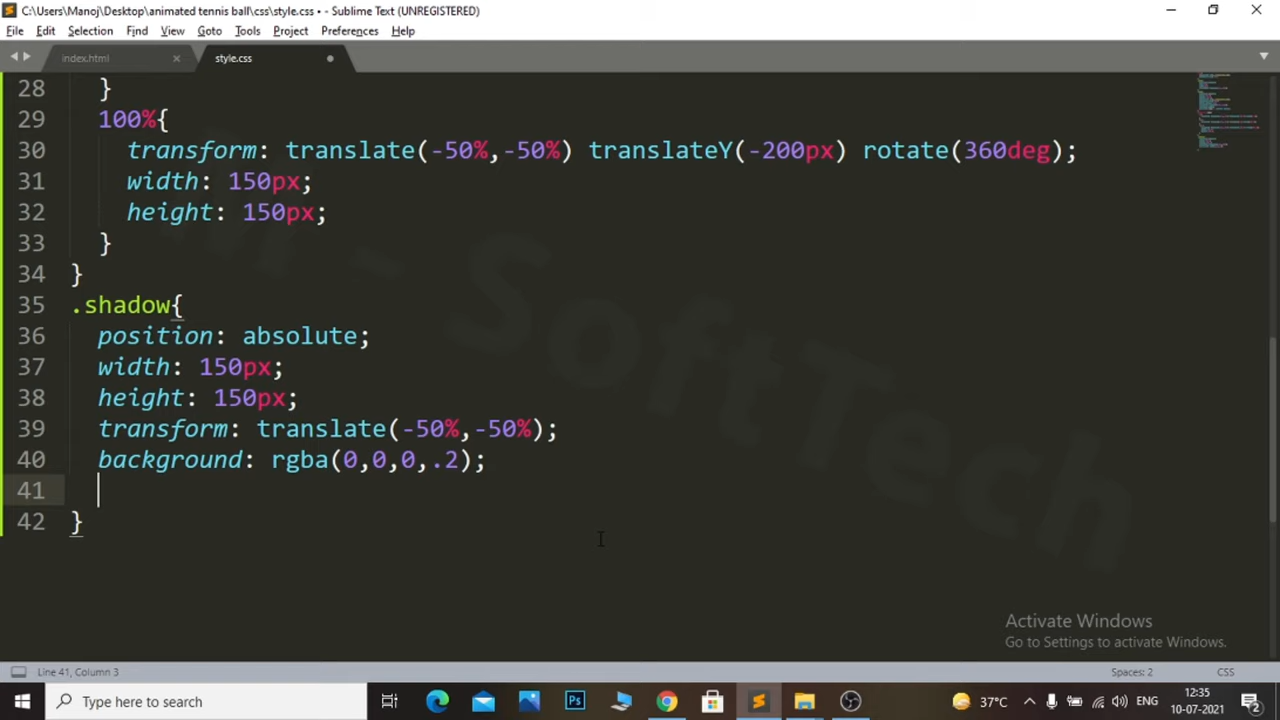 C:\Users\Manoj\Desktop\animated tennis ball\css\style.css • - Sublime Text (UNREGISTERED)
File Edit Selection Find View Goto Tools Project Preferences Help
index.html × style.css
28 }
29 100%{
30 transform: translate(-50%,-50%) translateY(-200px) rotate(360deg);
31 width: 150px;
32 height: 150px;
33 }
34 }
35 .shadow{
36 position: absolute;
37 width: 150px;
38 height: 150px;
39 transform: translate(-50%,-50%);
40 background: rgba(0,0,0,.2);
41
42 }
M - SoftTech
Activate Windows
Go to Settings to activate Windows.
Line 41, Column 3 Spaces: 2 CSS
Type here to search Ps 37°C ENG 12:35
10-07-2021 2